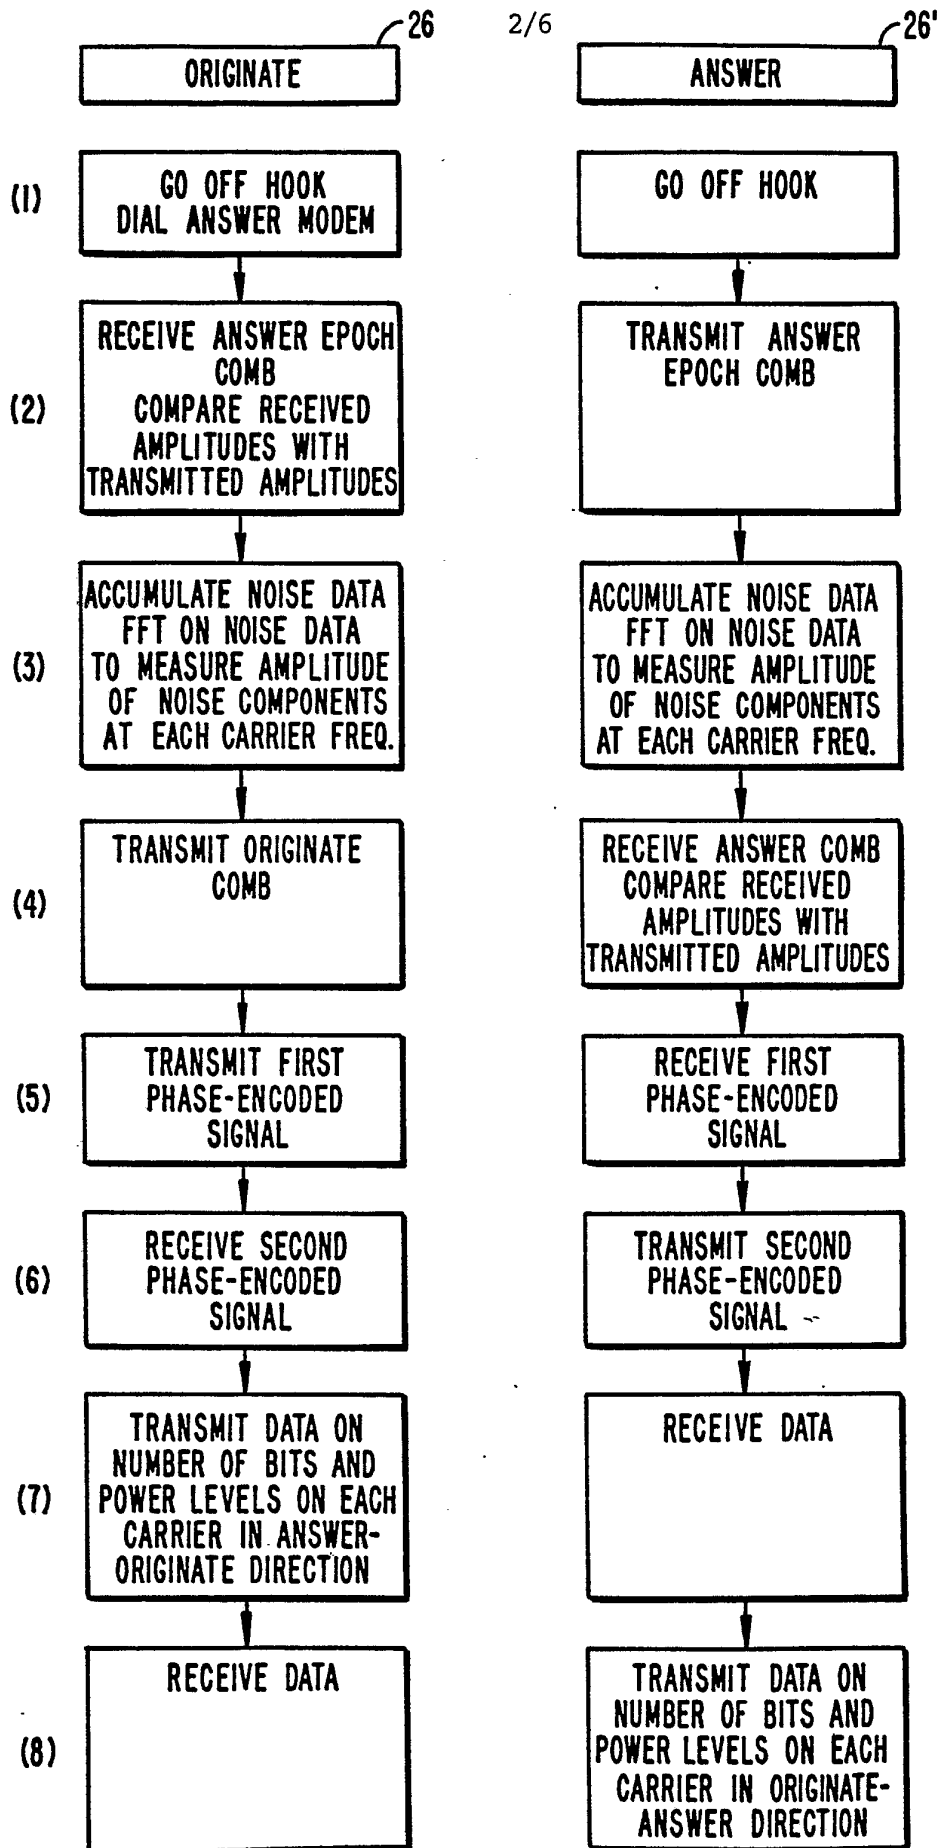 26
2/6
26'
ORIGINATE
ANSWER
(1)
GO OFF HOOK
DIAL ANSWER MODEM
GO OFF HOOK
(2)
RECEIVE ANSWER EPOCH
COMB
COMPARE RECEIVED
AMPLITUDES WITH
TRANSMITTED AMPLITUDES
TRANSMIT ANSWER
EPOCH COMB
(3)
ACCUMULATE NOISE DATA
FFT ON NOISE DATA
TO MEASURE AMPLITUDE
OF NOISE COMPONENTS
AT EACH CARRIER FREQ.
ACCUMULATE NOISE DATA
FFT ON NOISE DATA
TO MEASURE AMPLITUDE
OF NOISE COMPONENTS
AT EACH CARRIER FREQ.
(4)
TRANSMIT ORIGINATE
COMB
RECEIVE ANSWER COMB
COMPARE RECEIVED
AMPLITUDES WITH
TRANSMITTED AMPLITUDES
(5)
TRANSMIT FIRST
PHASE-ENCODED
SIGNAL
RECEIVE FIRST
PHASE-ENCODED
SIGNAL
(6)
RECEIVE SECOND
PHASE-ENCODED
SIGNAL
TRANSMIT SECOND
PHASE-ENCODED
SIGNAL
(7)
TRANSMIT DATA ON
NUMBER OF BITS AND
POWER LEVELS ON EACH
CARRIER IN ANSWER-
ORIGINATE DIRECTION
RECEIVE DATA
(8)
RECEIVE DATA
TRANSMIT DATA ON
NUMBER OF BITS AND
POWER LEVELS ON EACH
CARRIER IN ORIGINATE-
ANSWER DIRECTION